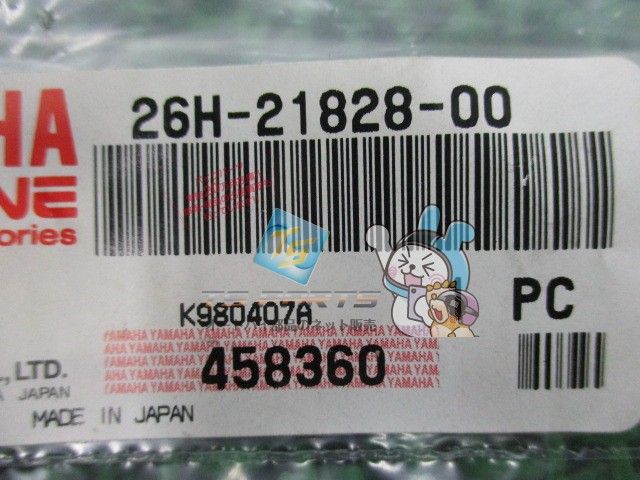 26H-21828-00
HA
NE
ories
PC
K980407A
YAMAHA YAMAHA YAMAHA YAMAHA YAMAHA
458360
, LTD.
JAPAN
MADE IN JAPAN